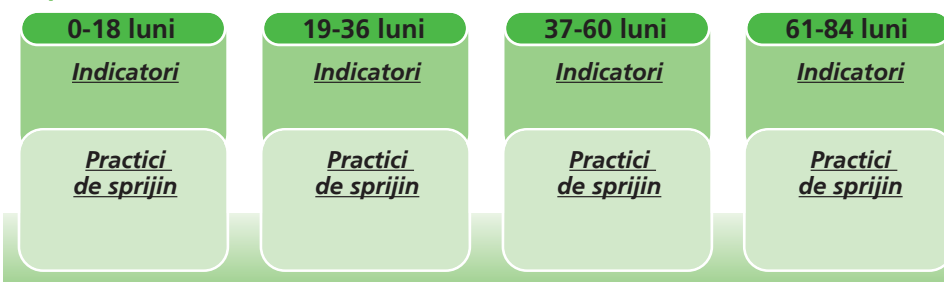 0-18 luni
Indicatori
Practici
de sprijin
19-36 luni
Indicatori
Practici
de sprijin
37-60 luni
Indicatori
Practici
de sprijin
61-84 luni
Indicatori
Practici
de sprijin